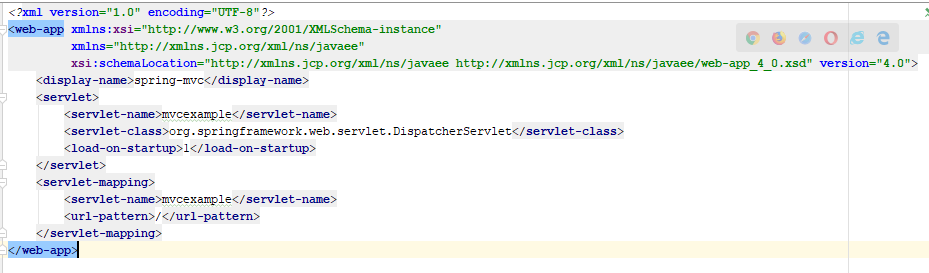 <?xml version="1.0" encoding="UTF-8"?>
<web-app xmlns:xsi="http://www.w3.org/2001/XMLSchema-instance"
         xmlns="http://xmlns.jcp.org/xml/ns/javaee"
         xsi:schemaLocation="http://xmlns.jcp.org/xml/ns/javaee http://xmlns.jcp.org/xml/ns/javaee/web-app_4_0.xsd" version="4.0">
    <display-name>spring-mvc</display-name>
    <servlet>
        <servlet-name>mvcexample</servlet-name>
        <servlet-class>org.springframework.web.servlet.DispatcherServlet</servlet-class>
        <load-on-startup>1</load-on-startup>
    </servlet>
    <servlet-mapping>
        <servlet-name>mvcexample</servlet-name>
        <url-pattern>/</url-pattern>
    </servlet-mapping>
</web-app>